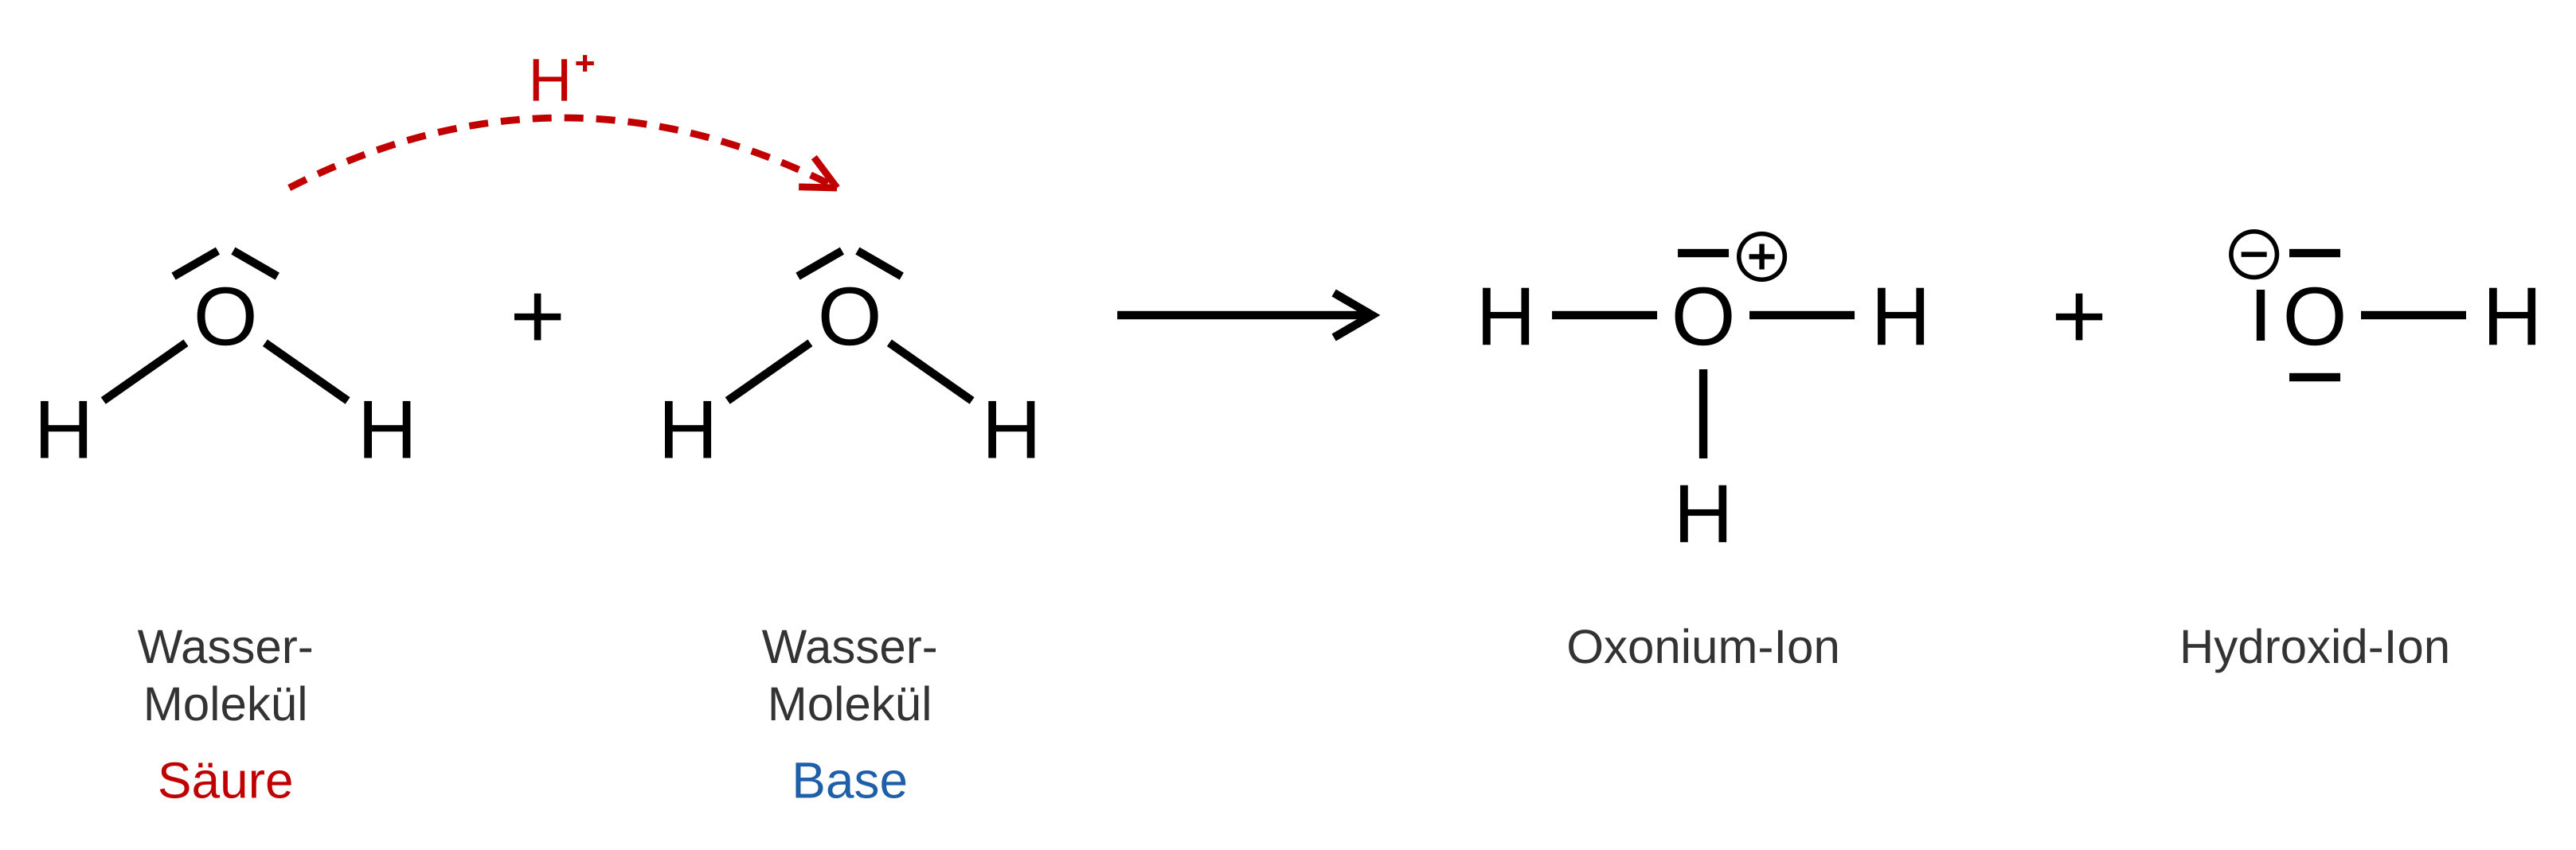 H⁺
O + O → H — O — H + O — H
H H H H
H
Wasser- Wasser- Oxonium-Ion Hydroxid-Ion
Molekül Molekül
Säure Base